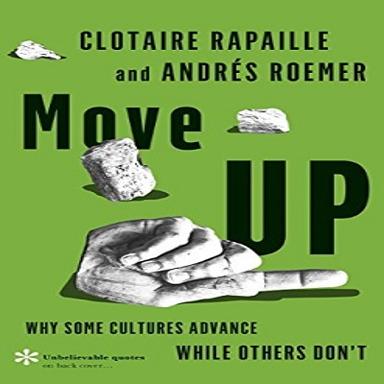 CLOTAIRE RAPAILLE
and ANDRÉS ROEMER
Move
UP
WHY SOME CULTURES ADVANCE
WHILE OTHERS DON'T
* Unbelievable quotes
on back cover...